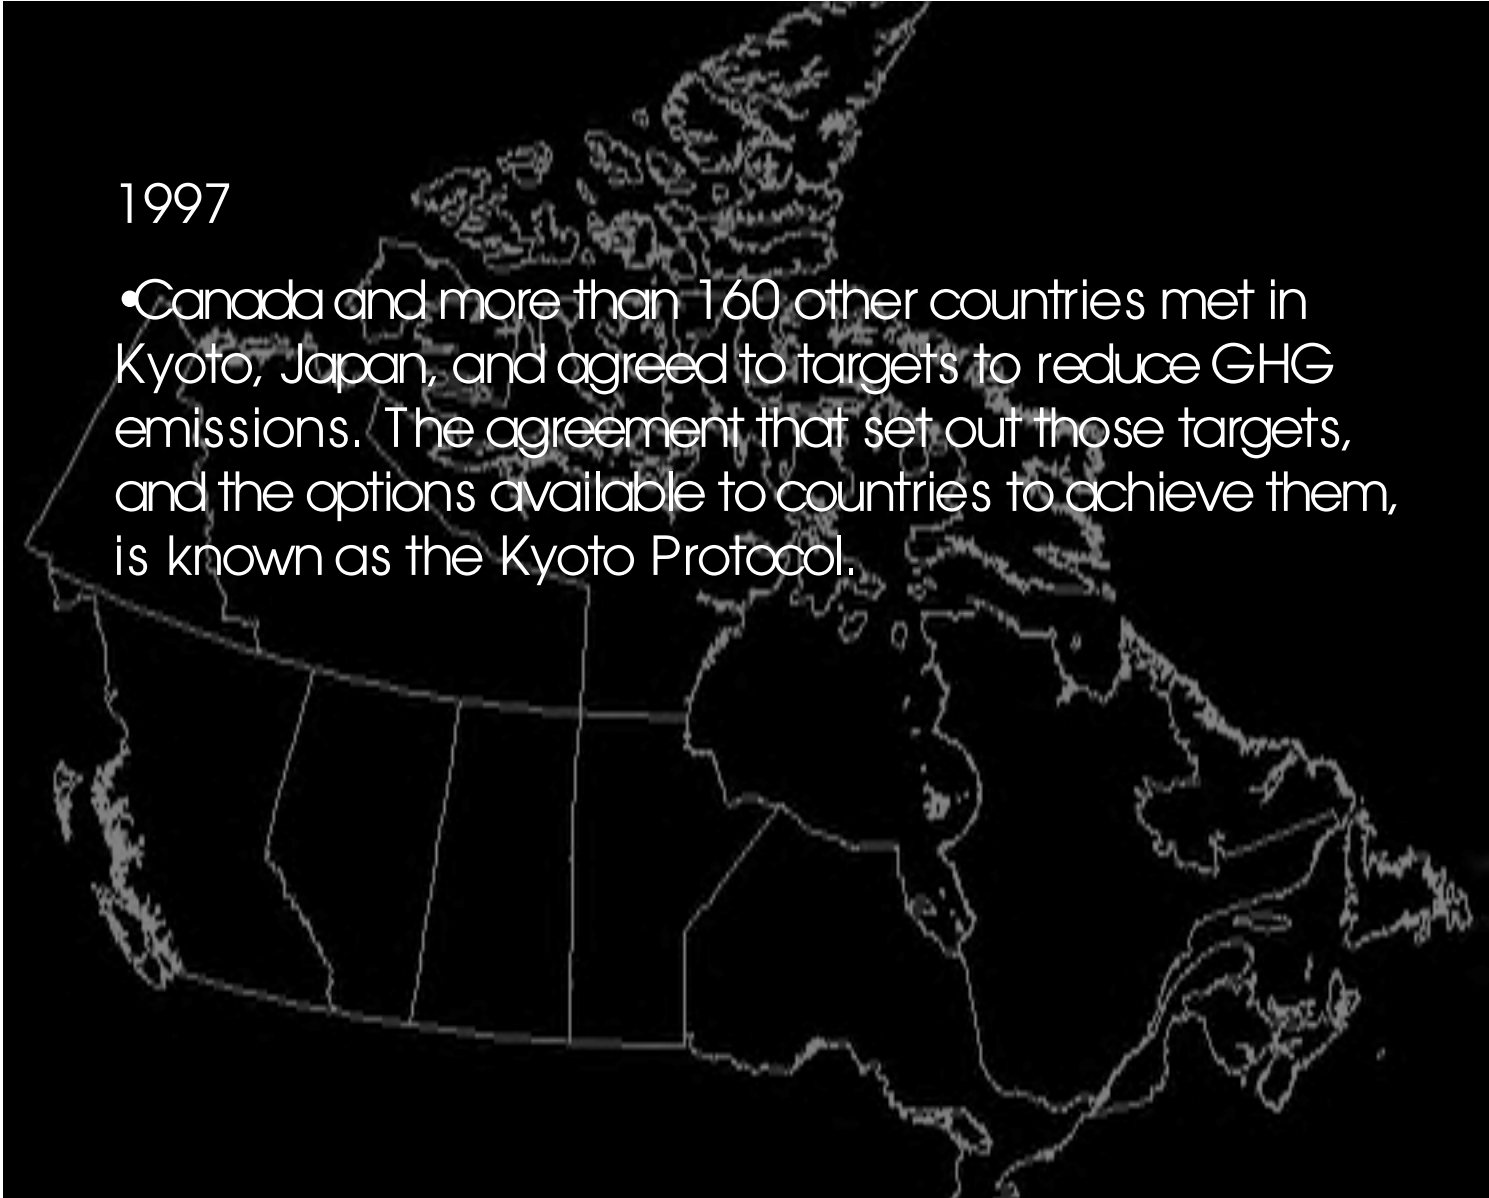 1997
•Canada and more than 160 other countries met in
Kyoto, Japan, and agreed to targets to reduce GHG
emissions. The agreement that set out those targets,
and the options available to countries to achieve them,
is known as the Kyoto Protocol.